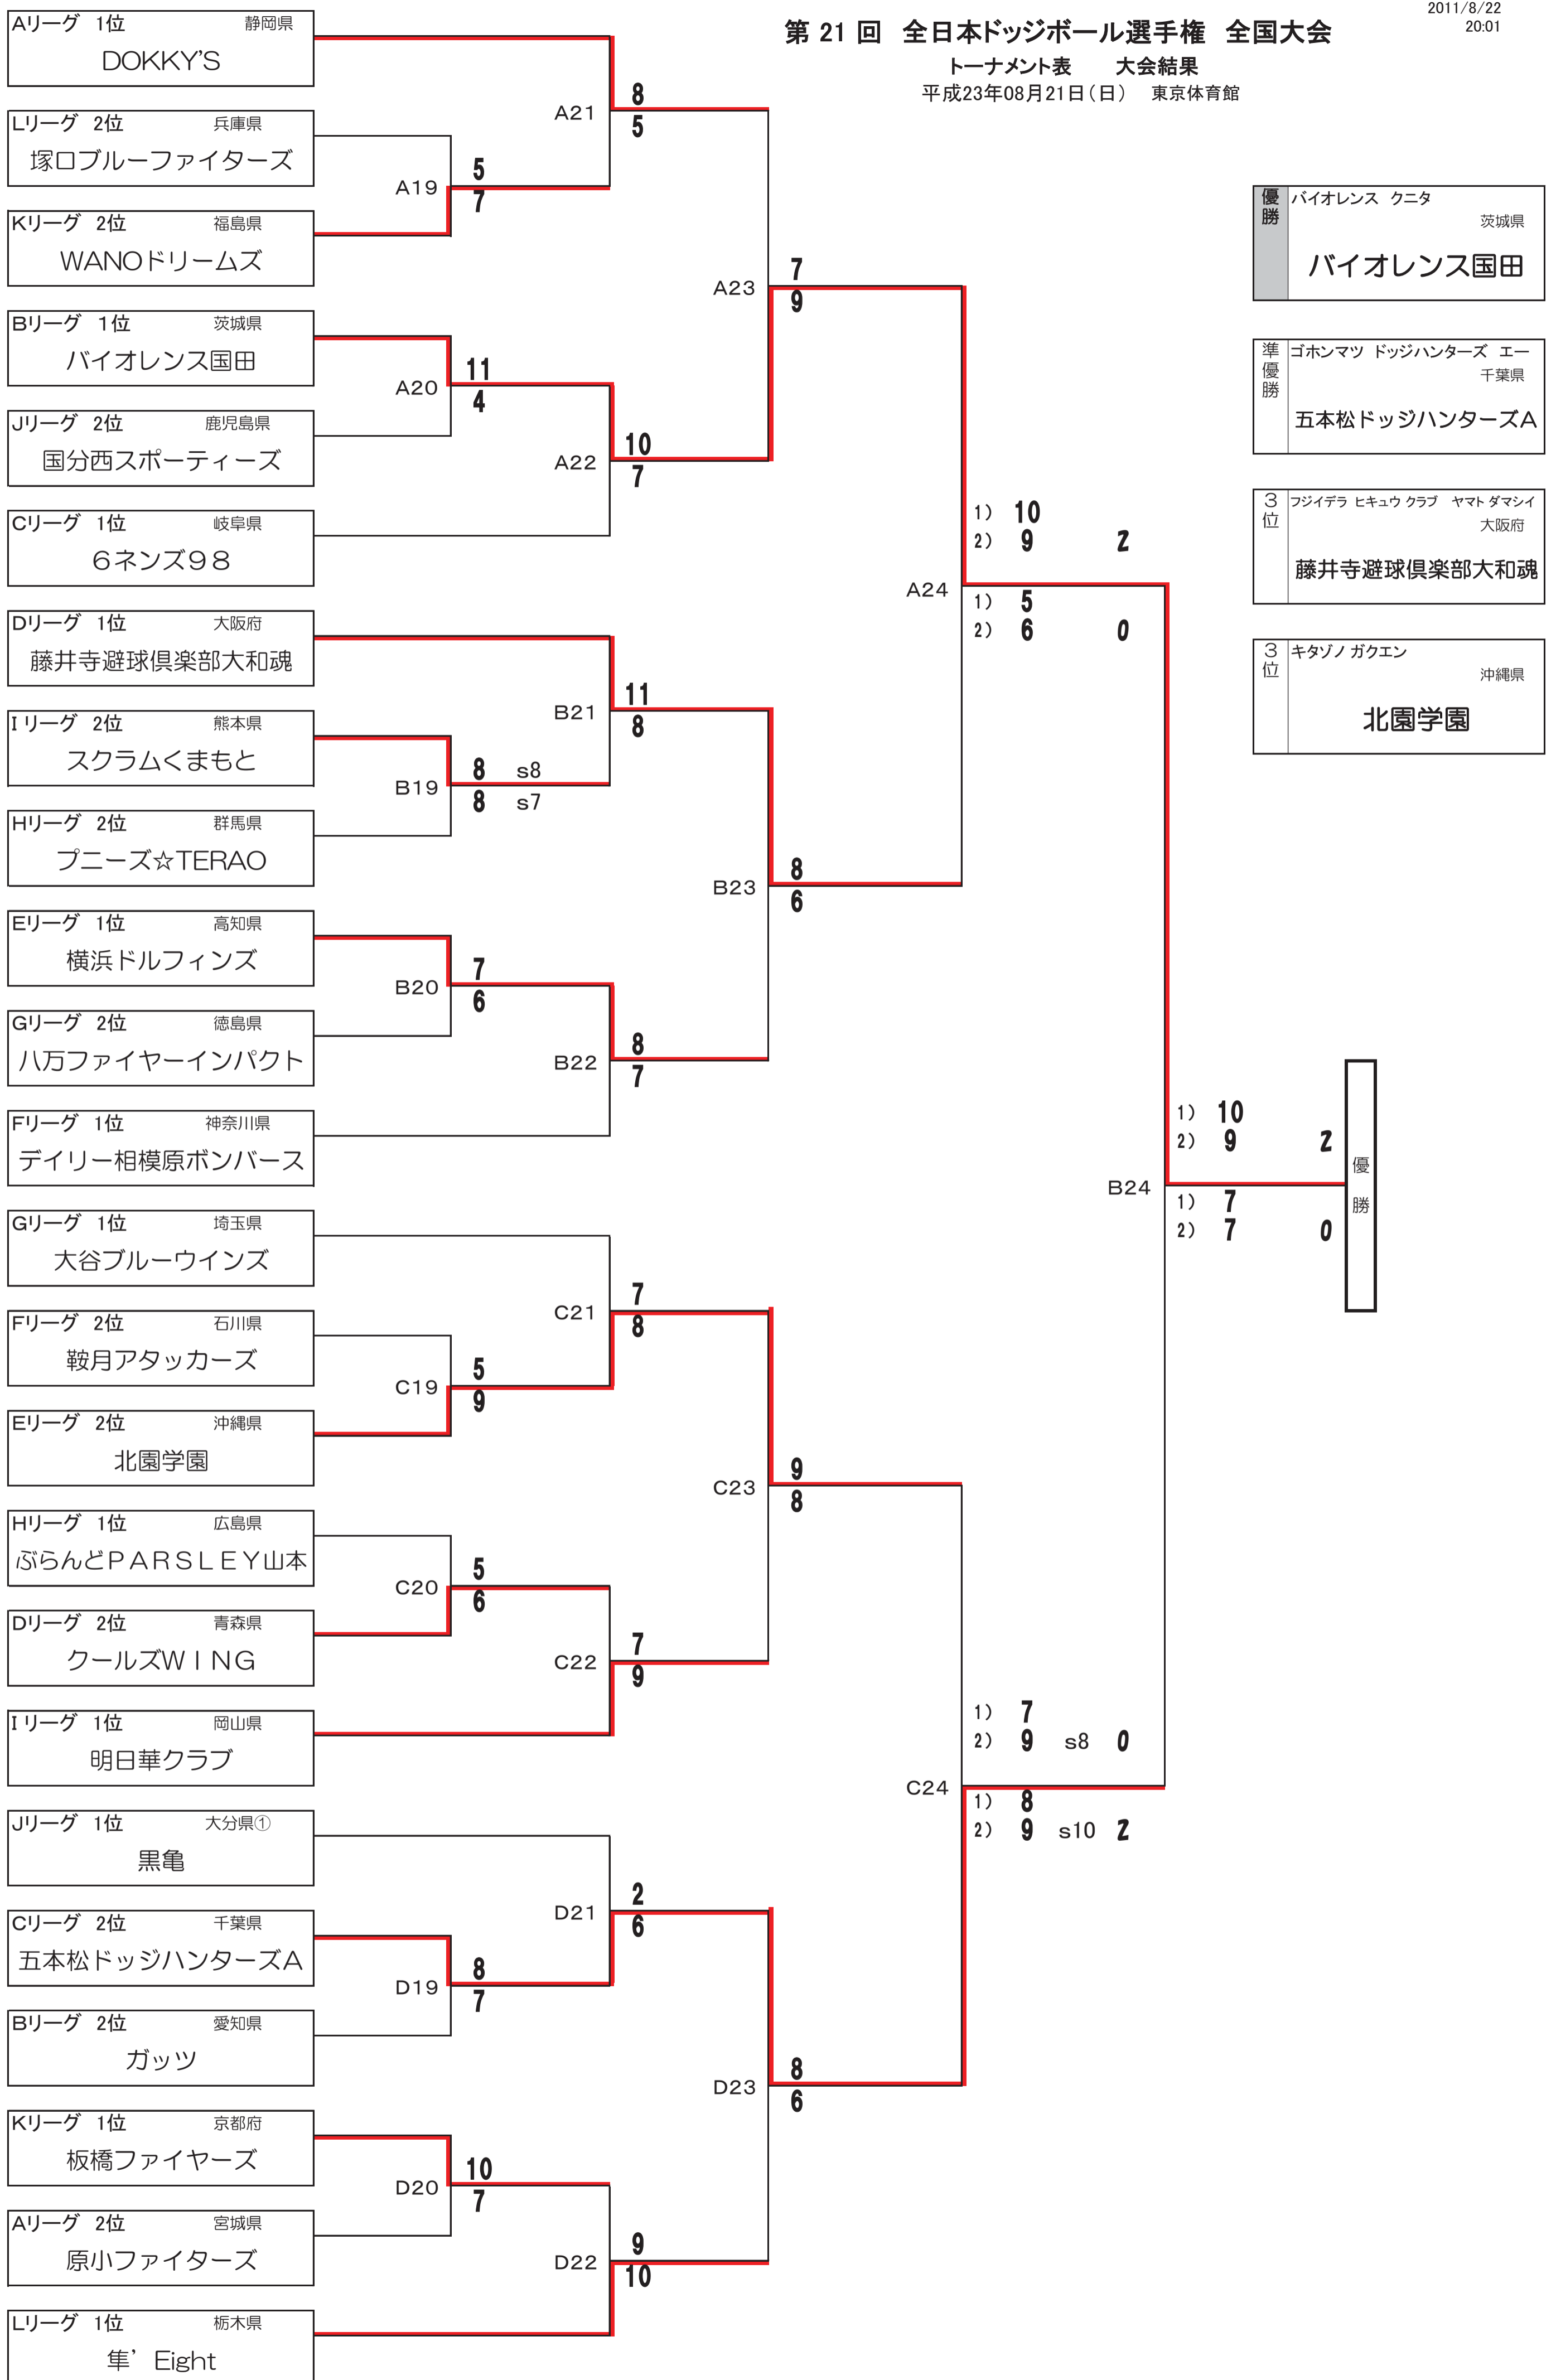 2011/8/22
20:01
第 21 回 全日本ドッジボール選手権 全国大会
トーナメント表 大会結果
平成23年08月21日(日) 東京体育館
Aリーグ 1位 静岡県
DOKKY'S
Lリーグ 2位 兵庫県
塚口ブルーファイターズ
Kリーグ 2位 福島県
WANOドリームズ
Bリーグ 1位 茨城県
バイオレンス国田
Jリーグ 2位 鹿児島県
国分西スポーティーズ
Cリーグ 1位 岐阜県
6ネンズ98
Dリーグ 1位 大阪府
藤井寺避球倶楽部大和魂
Iリーグ 2位 熊本県
スクラムくまもと
Hリーグ 2位 群馬県
プニーズ☆TERAO
Eリーグ 1位 高知県
横浜ドルフィンズ
Gリーグ 2位 徳島県
八万ファイヤーインパクト
Fリーグ 1位 神奈川県
デイリー相模原ボンバース
Gリーグ 1位 埼玉県
大谷ブルーウインズ
Fリーグ 2位 石川県
鞍月アタッカーズ
Eリーグ 2位 沖縄県
北園学園
Hリーグ 1位 広島県
ぶらんどPARSLEY山本
Dリーグ 2位 青森県
クールズWING
Iリーグ 1位 岡山県
明日華クラブ
Jリーグ 1位 大分県①
黒亀
Cリーグ 2位 千葉県
五本松ドッジハンターズA
Bリーグ 2位 愛知県
ガッツ
Kリーグ 1位 京都府
板橋ファイヤーズ
Aリーグ 2位 宮城県
原小ファイターズ
Lリーグ 1位 栃木県
隼’Eight
A19
5
7
A20
11
4
B19
8 s8
8 s7
B20
7
6
C19
5
9
C20
5
6
D19
8
7
D20
10
7
A21
8
5
A22
10
7
B21
11
8
B22
8
7
C21
7
8
C22
7
9
D21
2
6
D22
9
10
A23
7
9
B23
8
6
C23
9
8
D23
8
6
A24
1) 10
2) 9 2
1) 5
2) 6 0
C24
1) 7
2) 9 s8 0
1) 8
2) 9 s10 2
B24
1) 10
2) 9 2
1) 7
2) 7 0
優勝
優勝
バイオレンス クニタ
茨城県
バイオレンス国田
準優勝
ゴホンマツ ドッジハンターズ エー
千葉県
五本松ドッジハンターズA
3位
フジイデラ ヒキュウ クラブ ヤマト ダマシイ
大阪府
藤井寺避球倶楽部大和魂
3位
キタゾノ ガクエン
沖縄県
北園学園